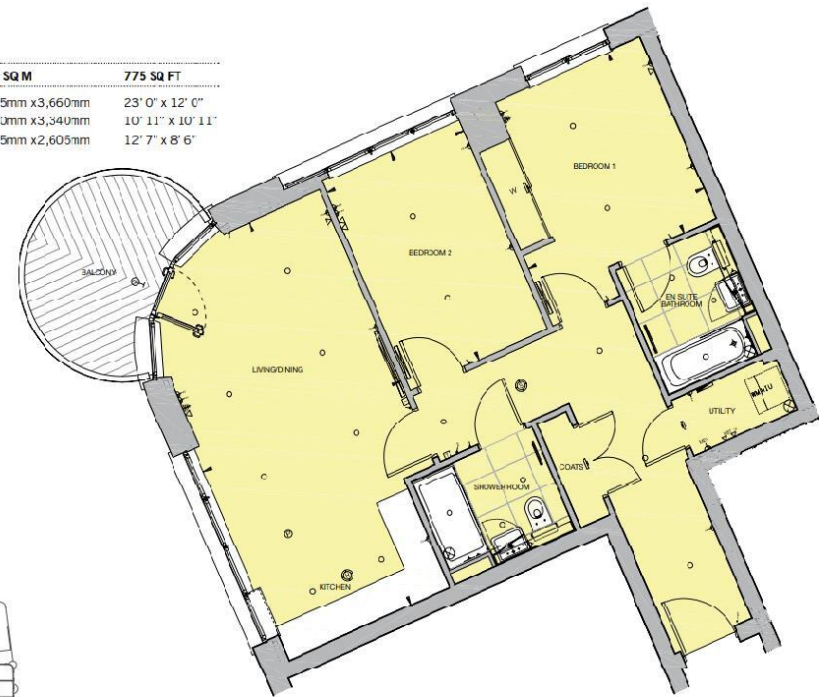 SQ M 775 SQ FT
5mm x3,660mm 23' 0" x 12' 0"
0mm x3,340mm 10' 11" x 10' 11"
5mm x2,605mm 12' 7" x 8' 6"
BEDROOM 1
W
BEDROOM 2
BALCONY
EN SUITE
BATHROOM
LIVING/DINING
UTILITY
COATS
SHOWERROOM
KITCHEN